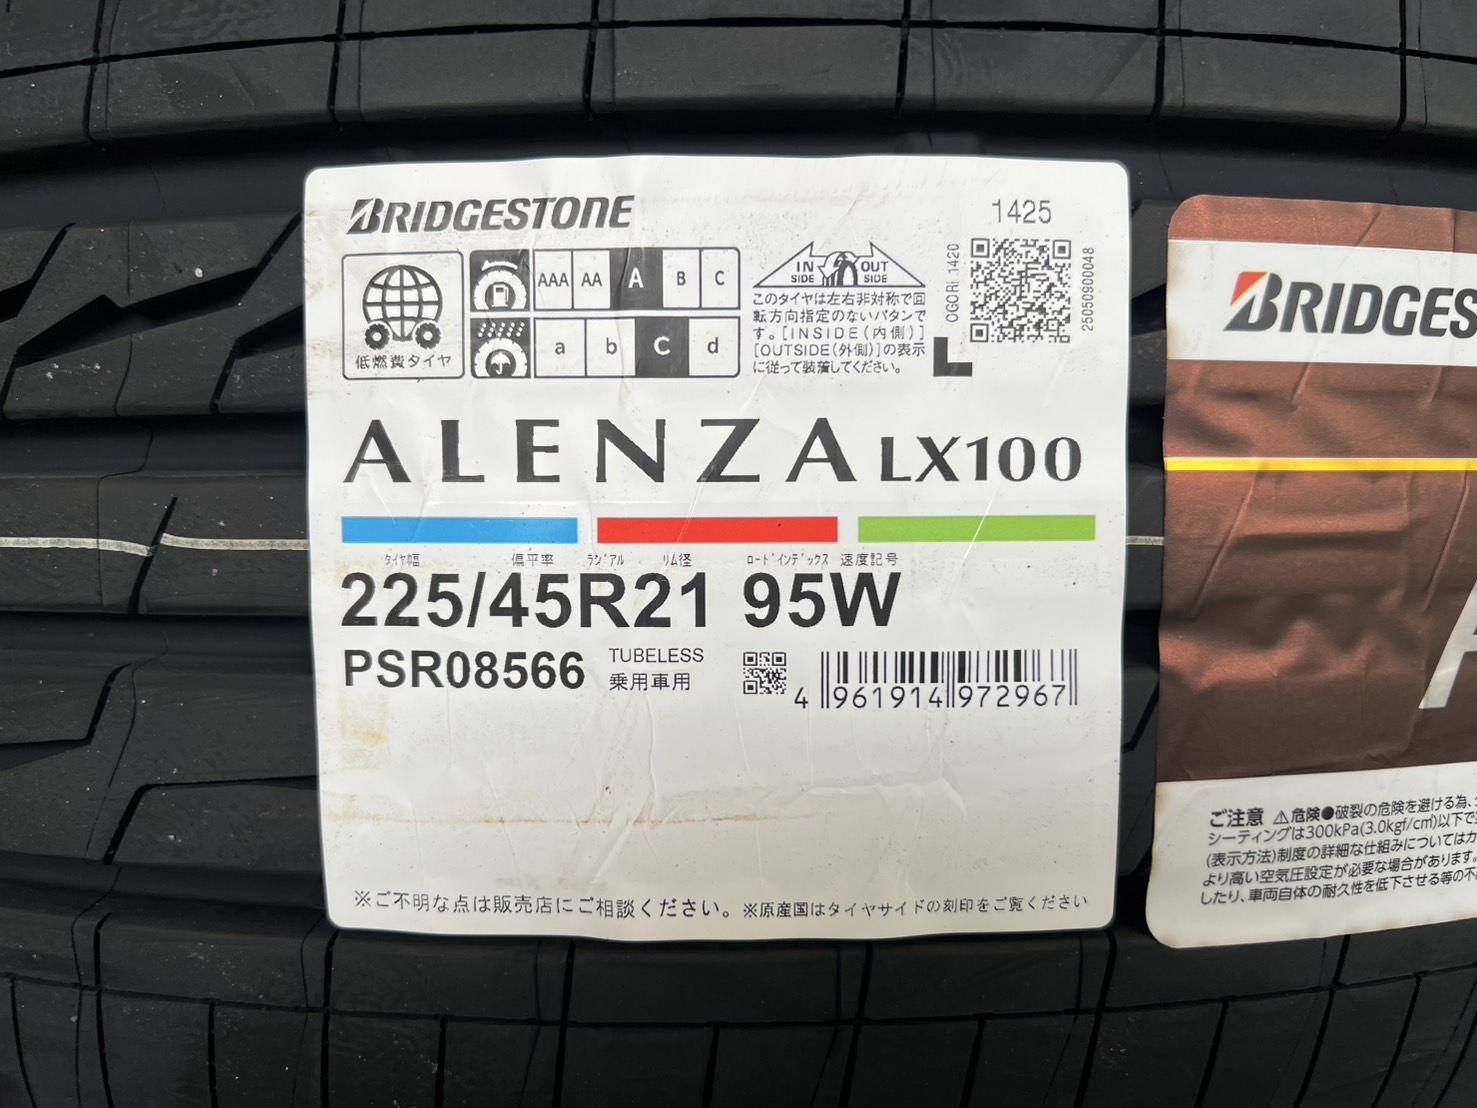 BRIDGESTONE
1425
低燃費タイヤ
AAA AA A B C
a b c d
IN SIDE OUT SIDE
このタイヤは左右非対称で回
転方向指定のないパタンで
す。[INSIDE(内側)]
[OUTSIDE(外側)]の表示
に従って装着してください。
OGORI 1420
2505090004B
L
ALENZA LX100
タイヤ幅 偏平率 ラジアル リム径 ロードインデックス 速度記号
225/45R21 95W
PSR08566
TUBELESS
乗用車用
4 961914 972967
※ご不明な点は販売店にご相談ください。※原産国はタイヤサイドの刻印をご覧ください
BRIDGES
ご注意 ⚠危険●破裂の危険を避ける為、
シーティングは300kPa(3.0kgf/c㎡)以下で
(表示方法)制度の詳細な仕組みについてはカ
より高い空気圧設定が必要な場合があります。
したり、車両自体の耐久性を低下させる等の不